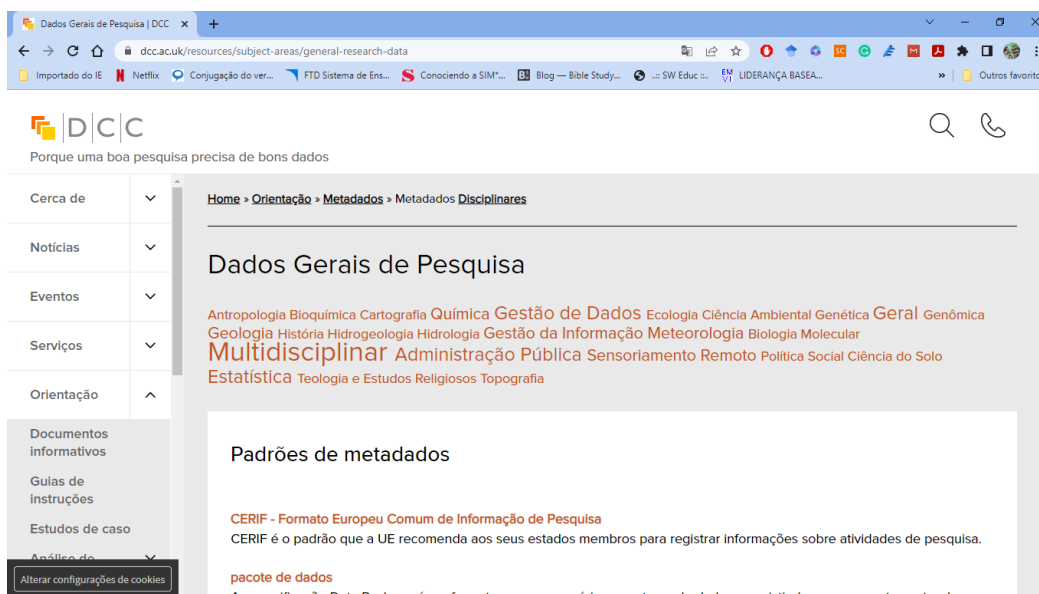 Dados Gerais de Pesquisa | DCC
dcc.ac.uk/resources/subject-areas/general-research-data
Importado do IE Netflix Conjugação do ver... FTD Sistema de Ens... Conociendo a SIM"... Blog — Bible Study... ..:: SW Educ ::.. LIDERANÇA BASEA... » Outros favorito
DCC
Porque uma boa pesquisa precisa de bons dados
Cerca de
Notícias
Eventos
Serviços
Orientação
Documentos
informativos
Guias de
instruções
Estudos de caso
Análise de
Alterar configurações de cookies
Home » Orientação » Metadados » Metadados Disciplinares
Dados Gerais de Pesquisa
Antropologia Bioquímica Cartografia Química Gestão de Dados Ecologia Ciência Ambiental Genética Geral Genômica
Geologia História Hidrogeologia Hidrologia Gestão da Informação Meteorologia Biologia Molecular
Multidisciplinar Administração Pública Sensoriamento Remoto Política Social Ciência do Solo
Estatística Teologia e Estudos Religiosos Topografia
Padrões de metadados
CERIF - Formato Europeu Comum de Informação de Pesquisa
CERIF é o padrão que a UE recomenda aos seus estados membros para registrar informações sobre atividades de pesquisa.
pacote de dados